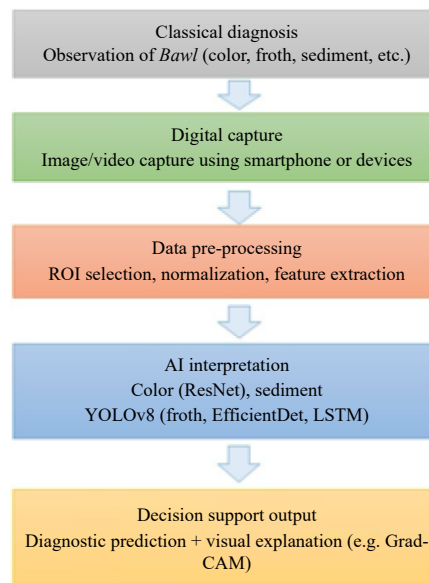 Classical diagnosis
Observation of Bawl (color, froth, sediment, etc.)
Digital capture
Image/video capture using smartphone or devices
Data pre-processing
ROI selection, normalization, feature extraction
AI interpretation
Color (ResNet), sediment
YOLOv8 (froth, EfficientDet, LSTM)
Decision support output
Diagnostic prediction + visual explanation (e.g. Grad-
CAM)